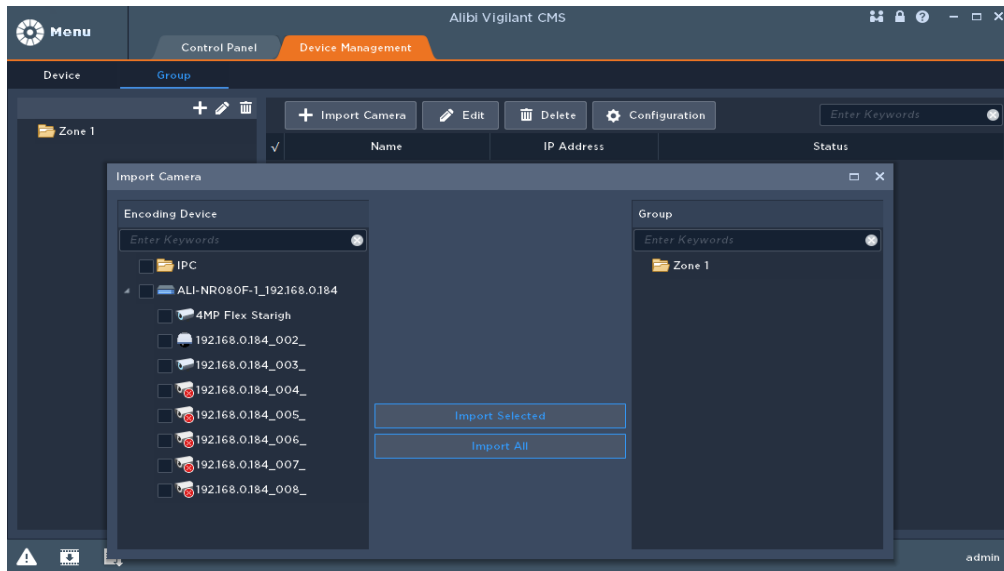 Alibi Vigilant CMS
Menu
Control Panel
Device Management
Device
Group
Import Camera
Edit
Delete
Configuration
Enter Keywords
Zone 1
√ Name IP Address Status
Import Camera
Encoding Device
Enter Keywords
IPC
ALI-NR080F-1_192.168.0.184
4MP Flex Starigh
192.168.0.184_002_
192.168.0.184_003_
192.168.0.184_004_
192.168.0.184_005_
192.168.0.184_006_
192.168.0.184_007_
192.168.0.184_008_
Import Selected
Import All
Group
Enter Keywords
Zone 1
admin